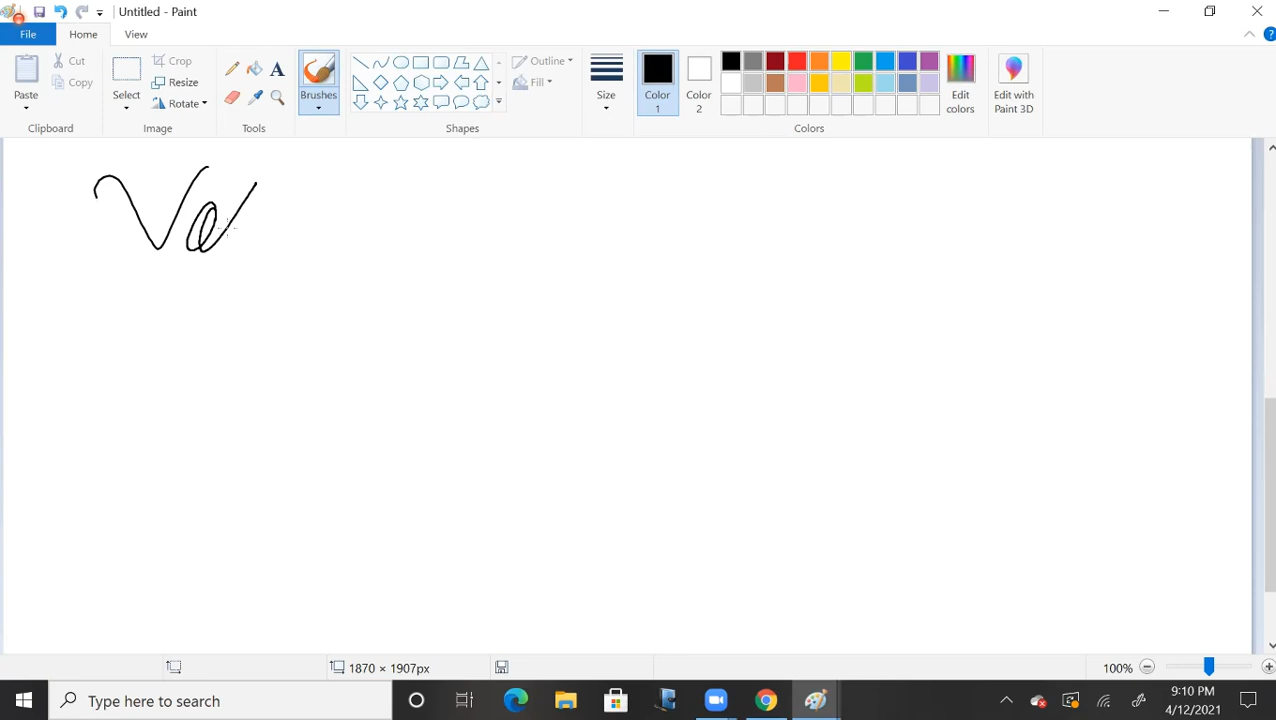 Untitled - Paint
File Home View
Paste
Cut
Copy
Clipboard
Select
Crop
Resize
Rotate
Image
A
Tools
Brushes
Outline
Fill
Shapes
Size
Color 1
Color 2
Edit colors
Edit with Paint 3D
Colors
Va
1870 × 1907px
100%
Type here to search
9:10 PM
4/12/2021